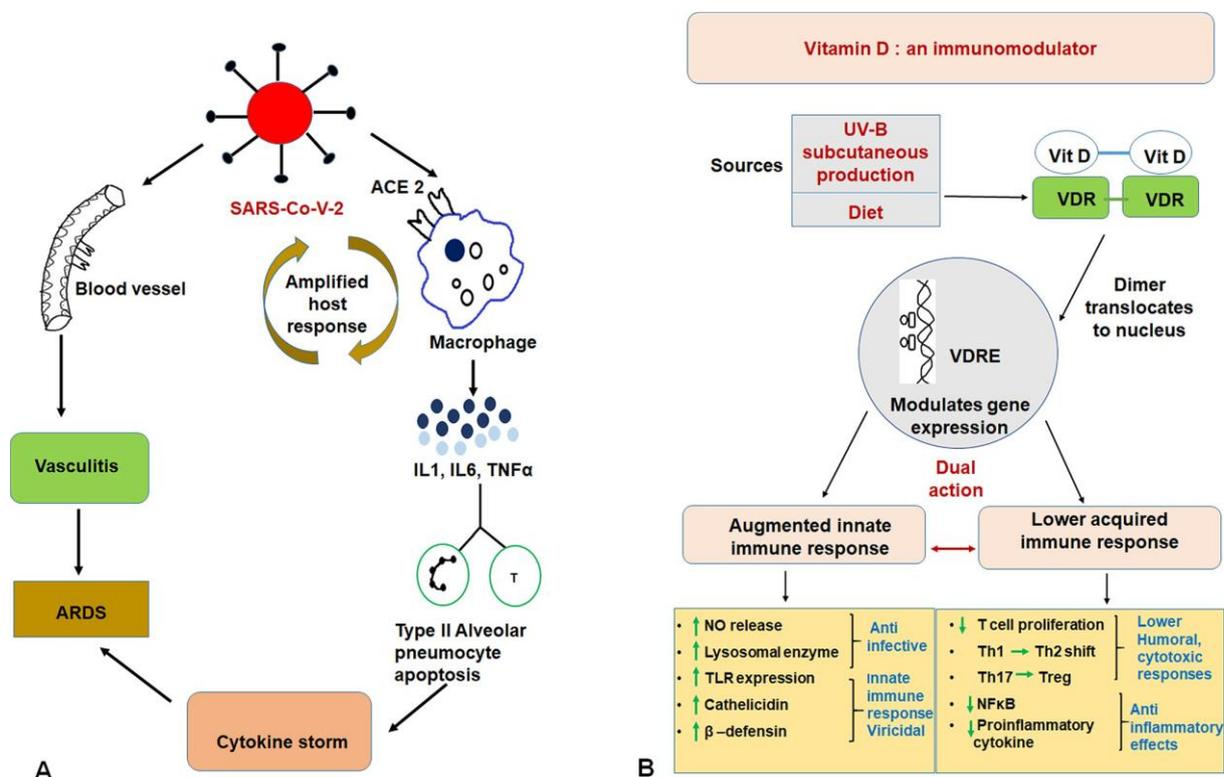 SARS-Co-V-2
ACE 2
Blood vessel
Amplified
host
response
Macrophage
IL1, IL6, TNFα
T
Vasculitis
ARDS
Type II Alveolar
pneumocyte
apoptosis
Cytokine storm
A
Vitamin D : an immunomodulator
Sources
UV-B
subcutaneous
production
Diet
Vit D
Vit D
VDR
VDR
Dimer
translocates
to nucleus
VDRE
Modulates gene
expression
Dual
action
Augmented innate
immune response
Lower acquired
immune response
• ↑ NO release
• ↑ Lysosomal enzyme
• ↑ TLR expression
• ↑ Cathelicidin
• ↑ β –defensin
Anti
infective
Innate
immune
response
Viricidal
• ↓ T cell proliferation
• Th1 → Th2 shift
• Th17 → Treg
• ↓ NFκB
• ↓ Proinflammatory
cytokine
Lower
Humoral,
cytotoxic
responses
Anti
inflammatory
effects
B